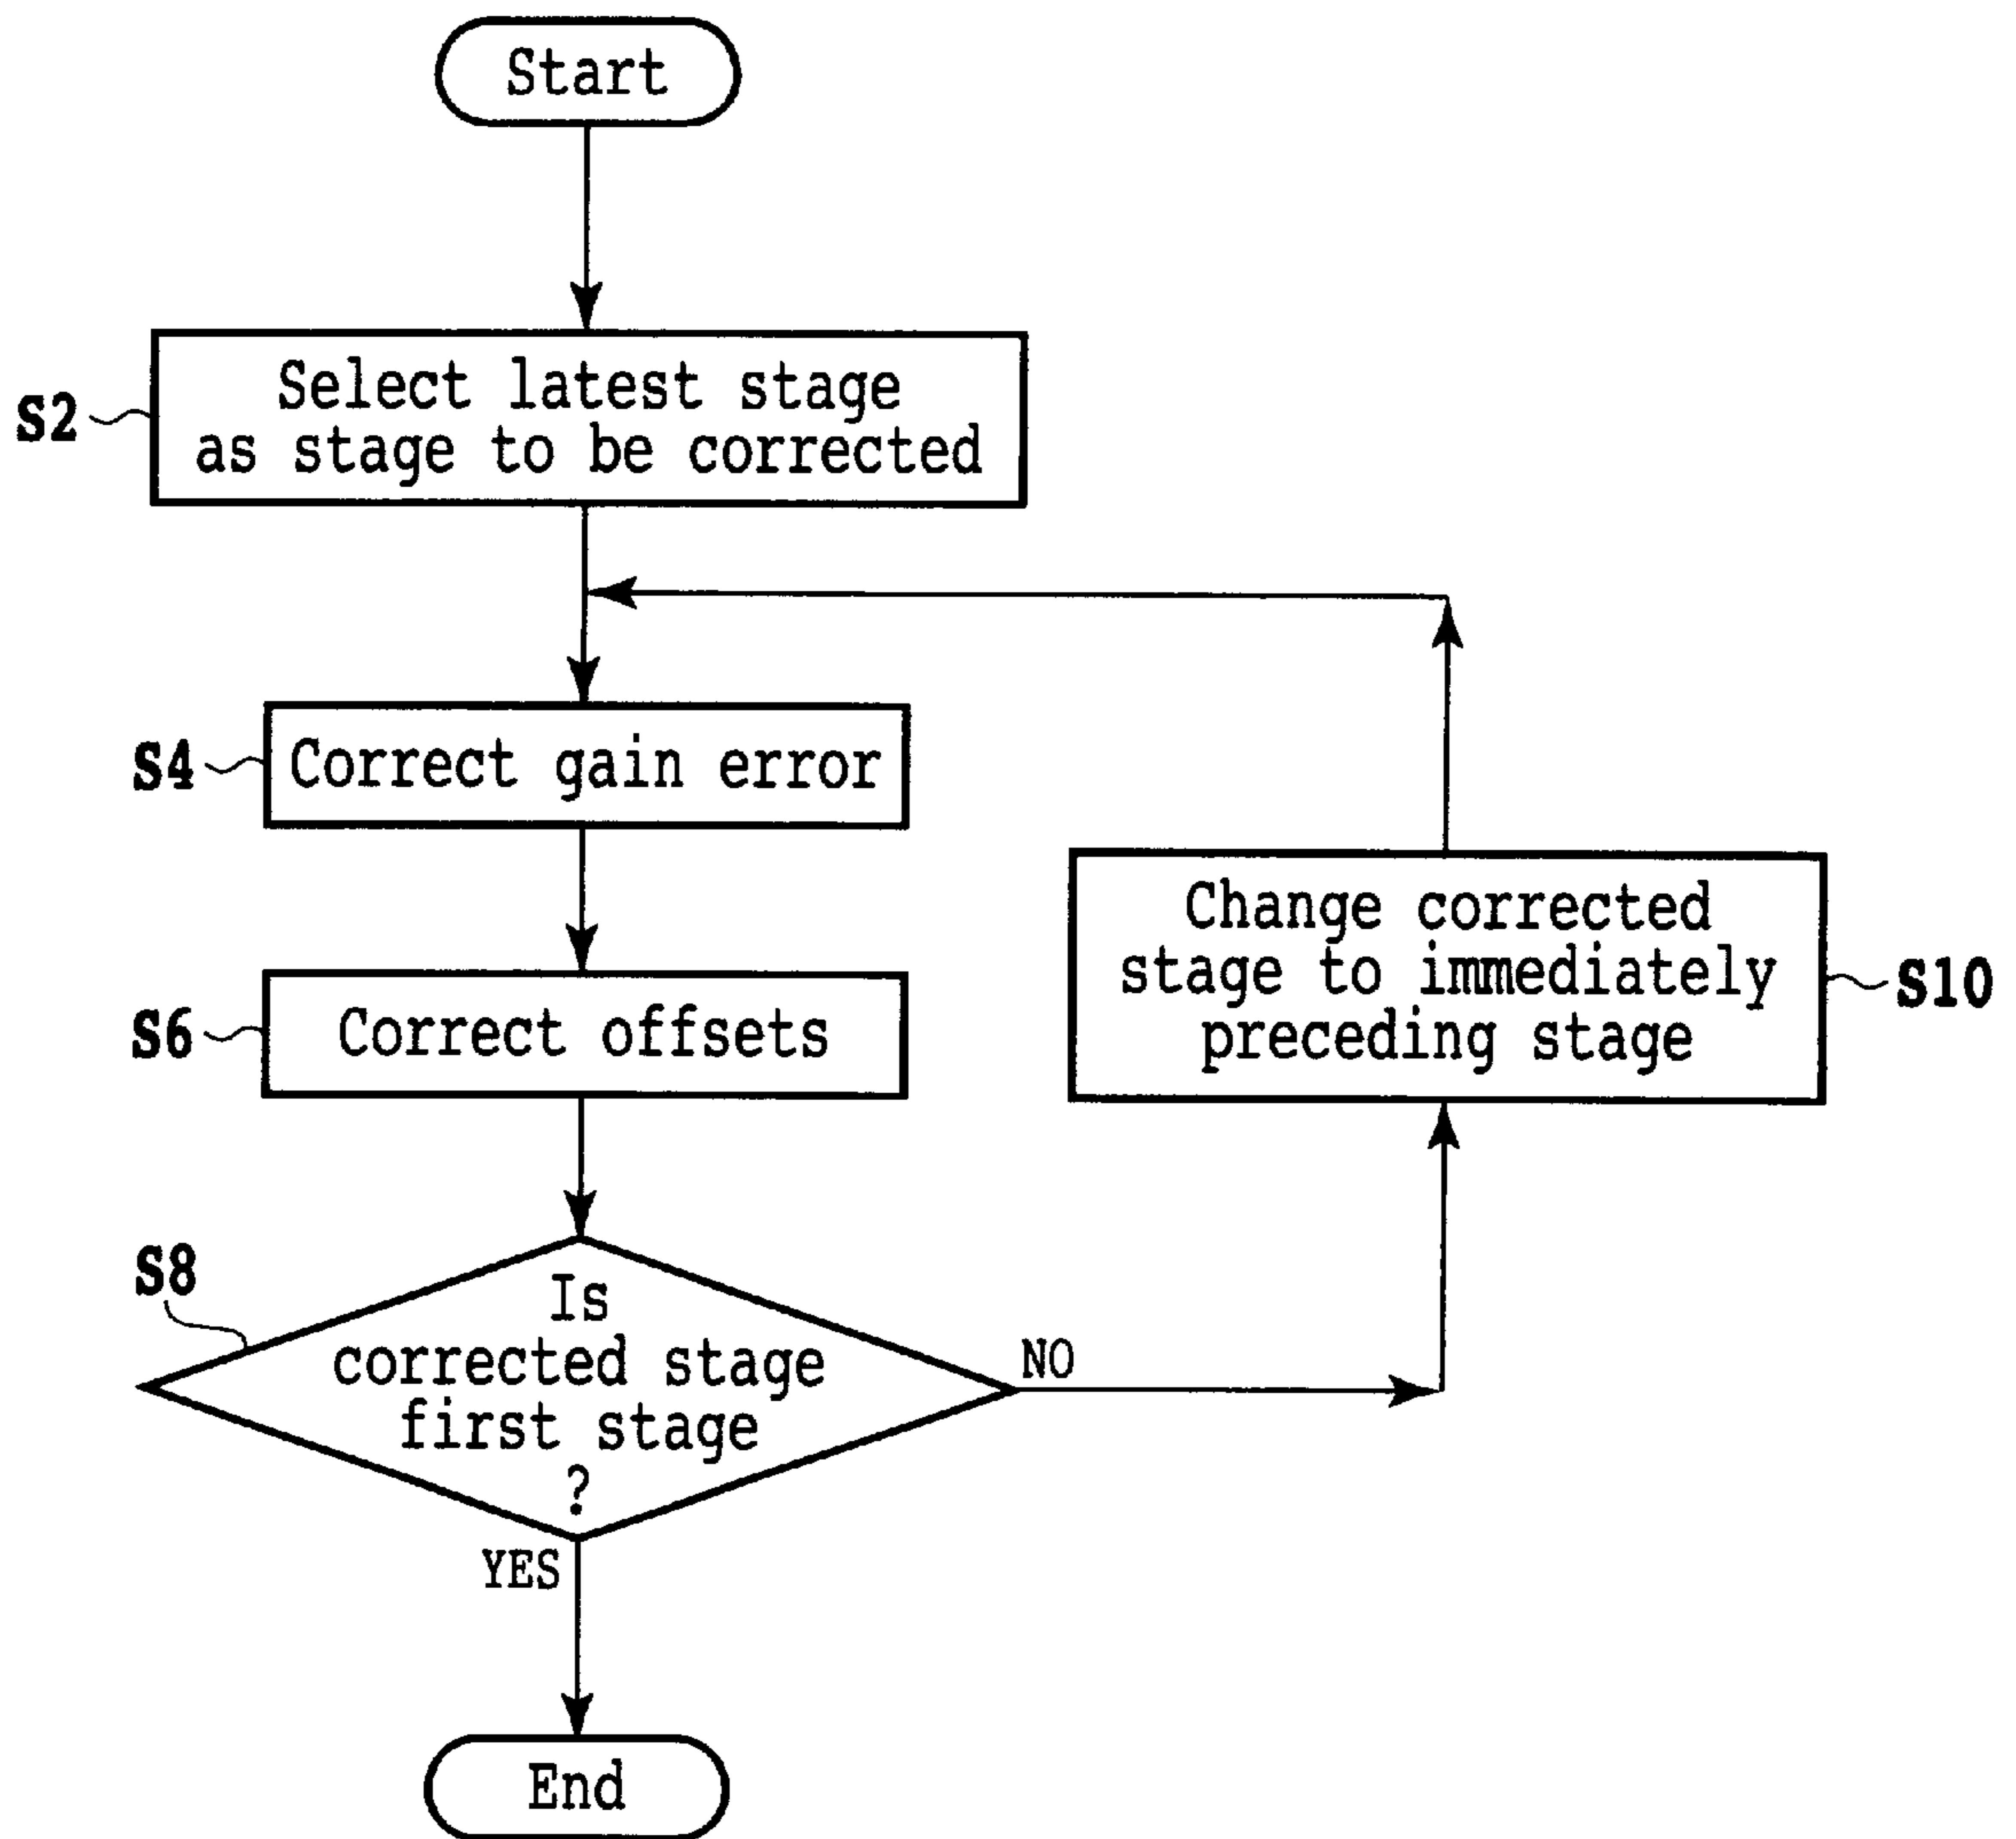 Start
S2
Select latest stage
as stage to be corrected
S4
Correct gain error
S6
Correct offsets
S8
Is
corrected stage
first stage
?
NO
YES
Change corrected
stage to immediately
preceding stage
S10
End